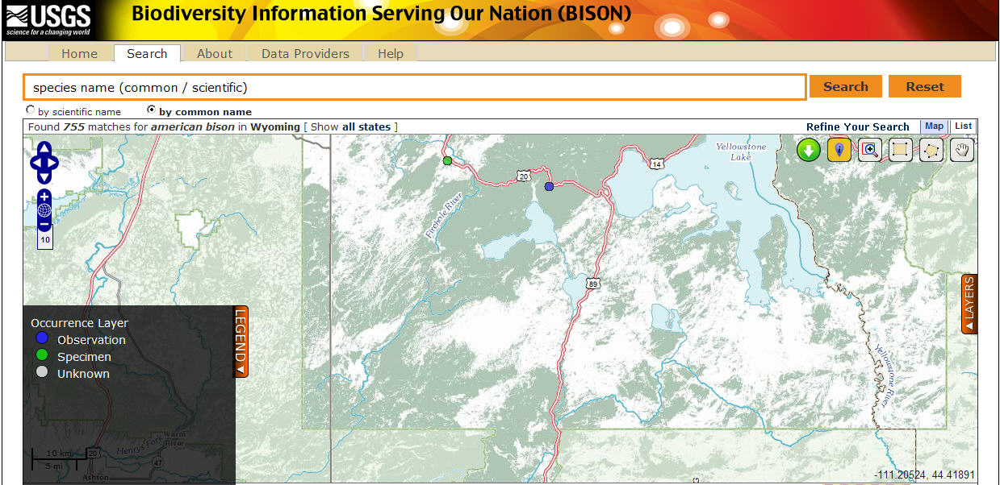 USGS
science for a changing world
Biodiversity Information Serving Our Nation (BISON)
Home Search About Data Providers Help
species name (common / scientific)
Search Reset
by scientific name by common name
Found 755 matches for american bison in Wyoming [ Show all states ]
Refine Your Search Map List
Yellowstone
Lake
14
20
Firehole River
10
89
LAYERS
LEGEND
Occurrence Layer
Observation
Specimen
Unknown
Yellowstone
River
Warm
River
Henrys Fork
10 km
20
5 mi
47
Ashton
-111.20524, 44.41891